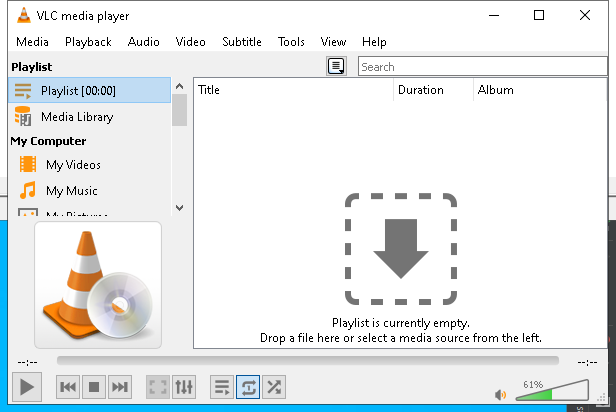 VLC media player
Media Playback Audio Video Subtitle Tools View Help
Playlist
Search
Playlist [00:00]
Title Duration Album
Media Library
My Computer
My Videos
My Music
My Pictures
Playlist is currently empty.
Drop a file here or select a media source from the left.
--:-- --:--
61%